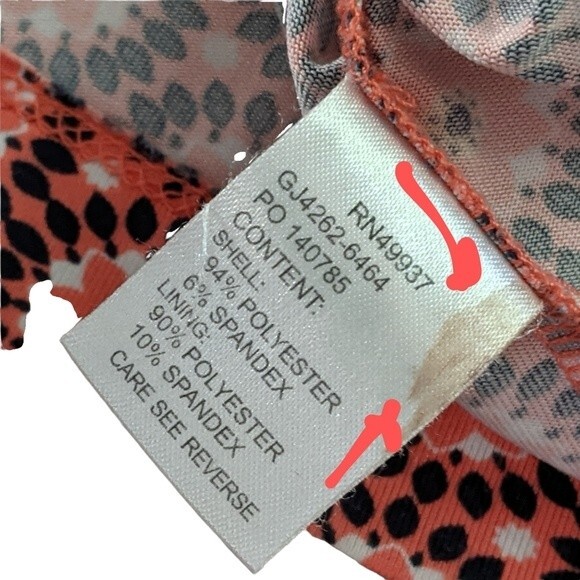 RN49937
GJ4262-6464
PO 140785
CONTENT:
SHELL:
94% POLYESTER
6% SPANDEX
LINING:
90% POLYESTER
10% SPANDEX
CARE SEE REVERSE